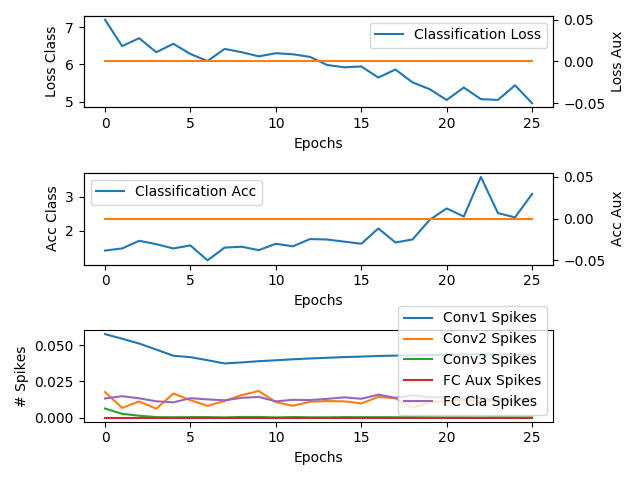 7
6
5
Loss Class
Classification Loss
0.05
0.00
−0.05
Loss Aux
0 5 10 15 20 25
Epochs
3
2
Acc Class
Classification Acc
0.05
0.00
−0.05
Acc Aux
0 5 10 15 20 25
Epochs
0.050
0.025
0.000
# Spikes
Conv1 Spikes
Conv2 Spikes
Conv3 Spikes
FC Aux Spikes
FC Cla Spikes
0 5 10 15 20 25
Epochs